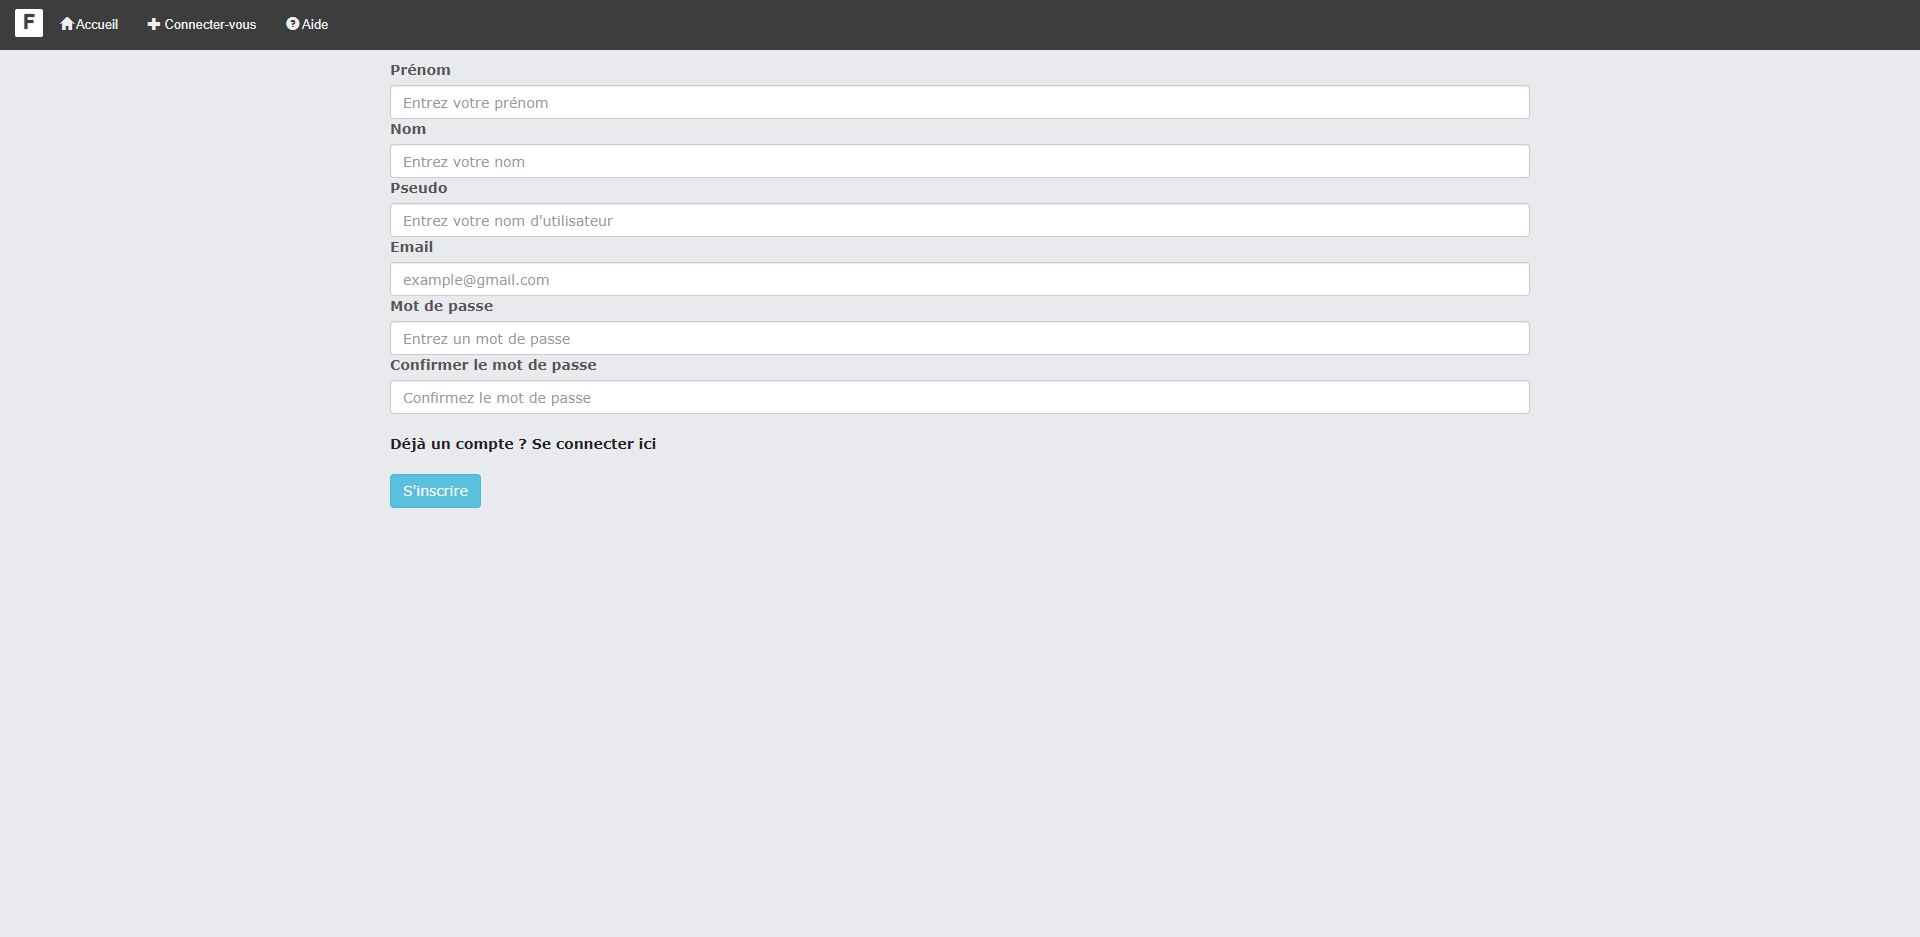 F Accueil Connecter-vous Aide
Prénom
Entrez votre prénom
Nom
Entrez votre nom
Pseudo
Entrez votre nom d'utilisateur
Email
example@gmail.com
Mot de passe
Entrez un mot de passe
Confirmer le mot de passe
Confirmez le mot de passe
Déjà un compte ? Se connecter ici
S'inscrire